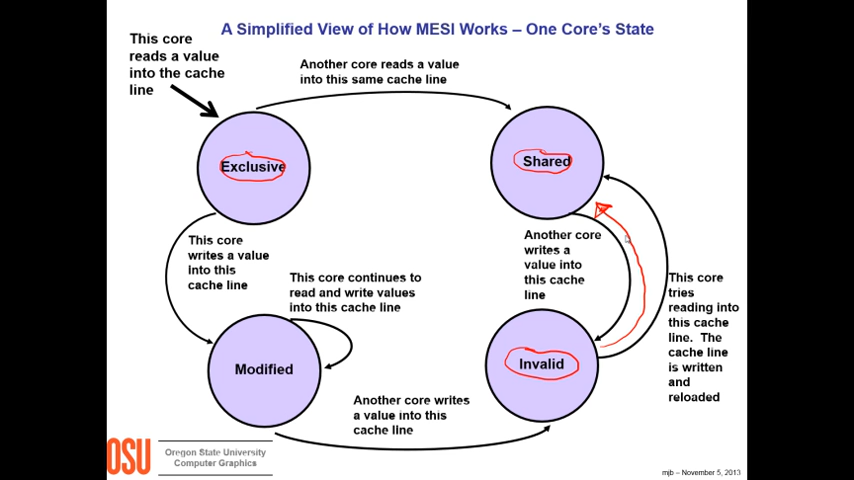 A Simplified View of How MESI Works – One Core's State
This core
reads a value
into the cache
line
Another core reads a value
into this same cache line
Exclusive
Shared
This core
writes a value
into this
cache line
Another core
writes a
value into
this cache
line
This core continues to
read and write values
into this cache line
This core
tries
reading into
this cache
line. The
cache line
is written
and
reloaded
Modified
Invalid
Another core writes
a value into this
cache line
OSU
Oregon State University
Computer Graphics
mjb – November 5, 2013